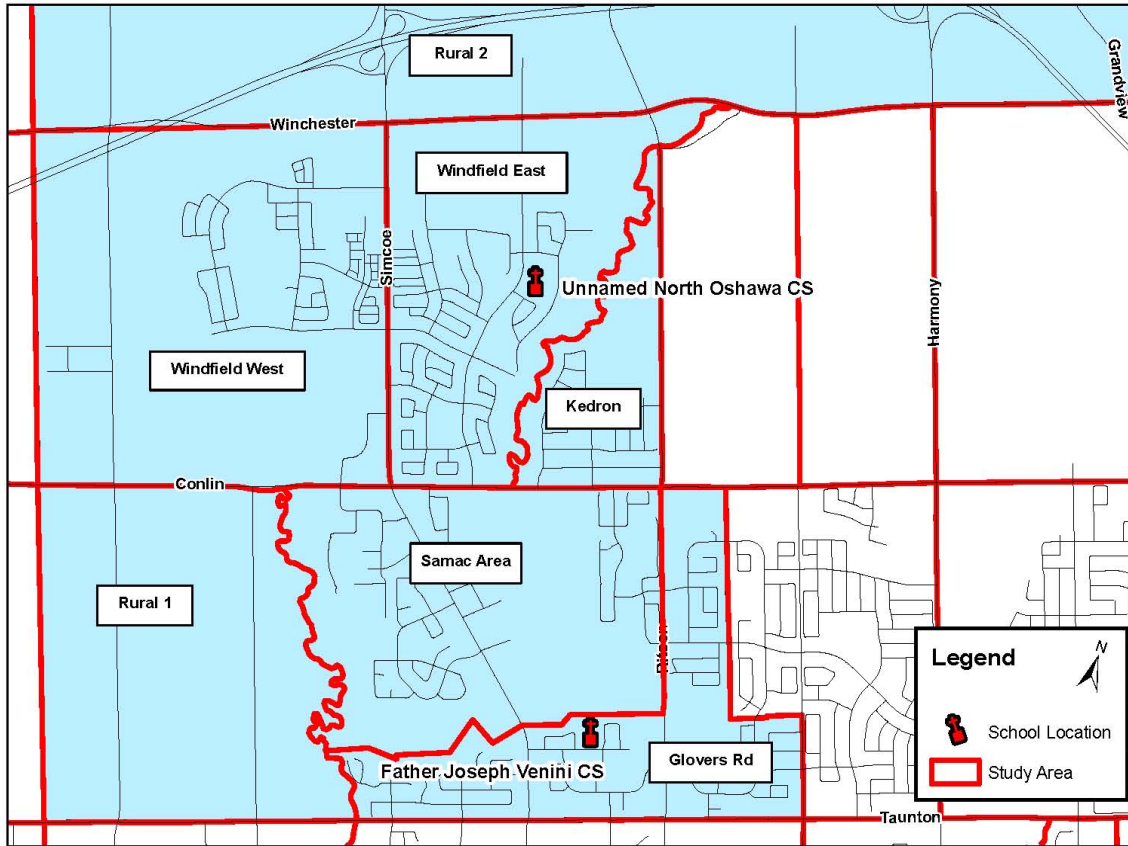 Rural 2
Grandview
Winchester
Windfield East
Simcoe
Unnamed North Oshawa CS
Harmony
Windfield West
Kedron
Conlin
Samac Area
Rural 1
Legend
N
School Location
Study Area
Glovers Rd
Father Joseph Venini CS
Taunton